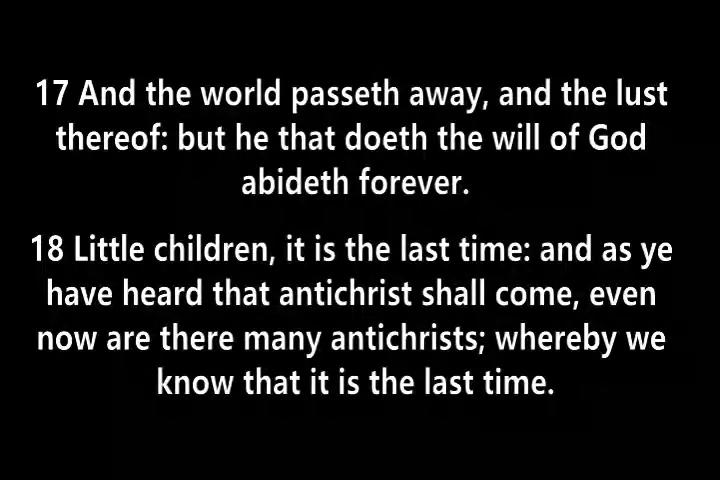 17 And the world passeth away, and the lust
thereof: but he that doeth the will of God
abideth forever.
18 Little children, it is the last time: and as ye
have heard that antichrist shall come, even
now are there many antichrists; whereby we
know that it is the last time.